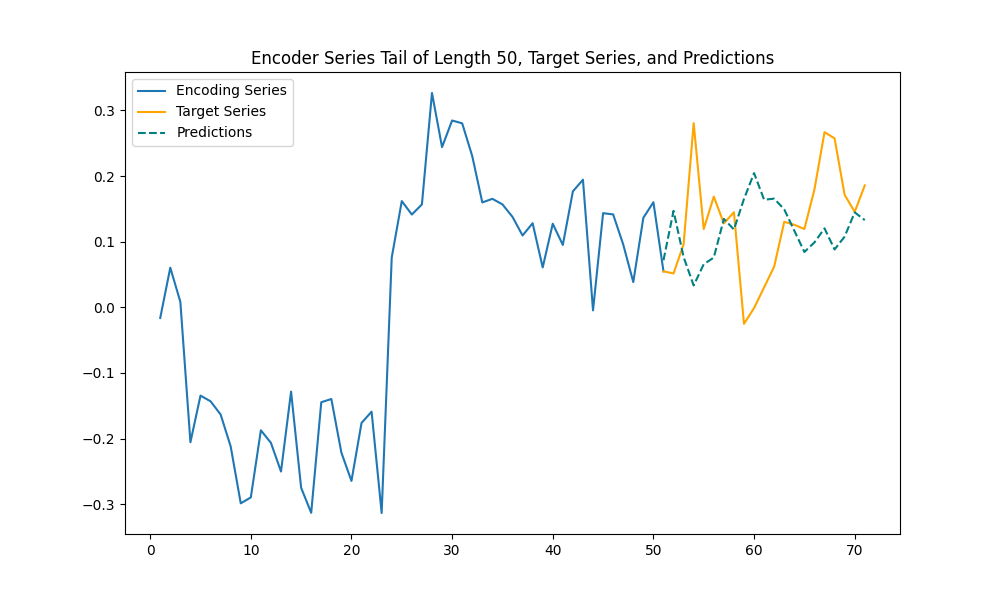 Encoder Series Tail of Length 50, Target Series, and Predictions
Encoding Series
Target Series
Predictions
0.3
0.2
0.1
0.0
−0.1
−0.2
−0.3
0 10 20 30 40 50 60 70